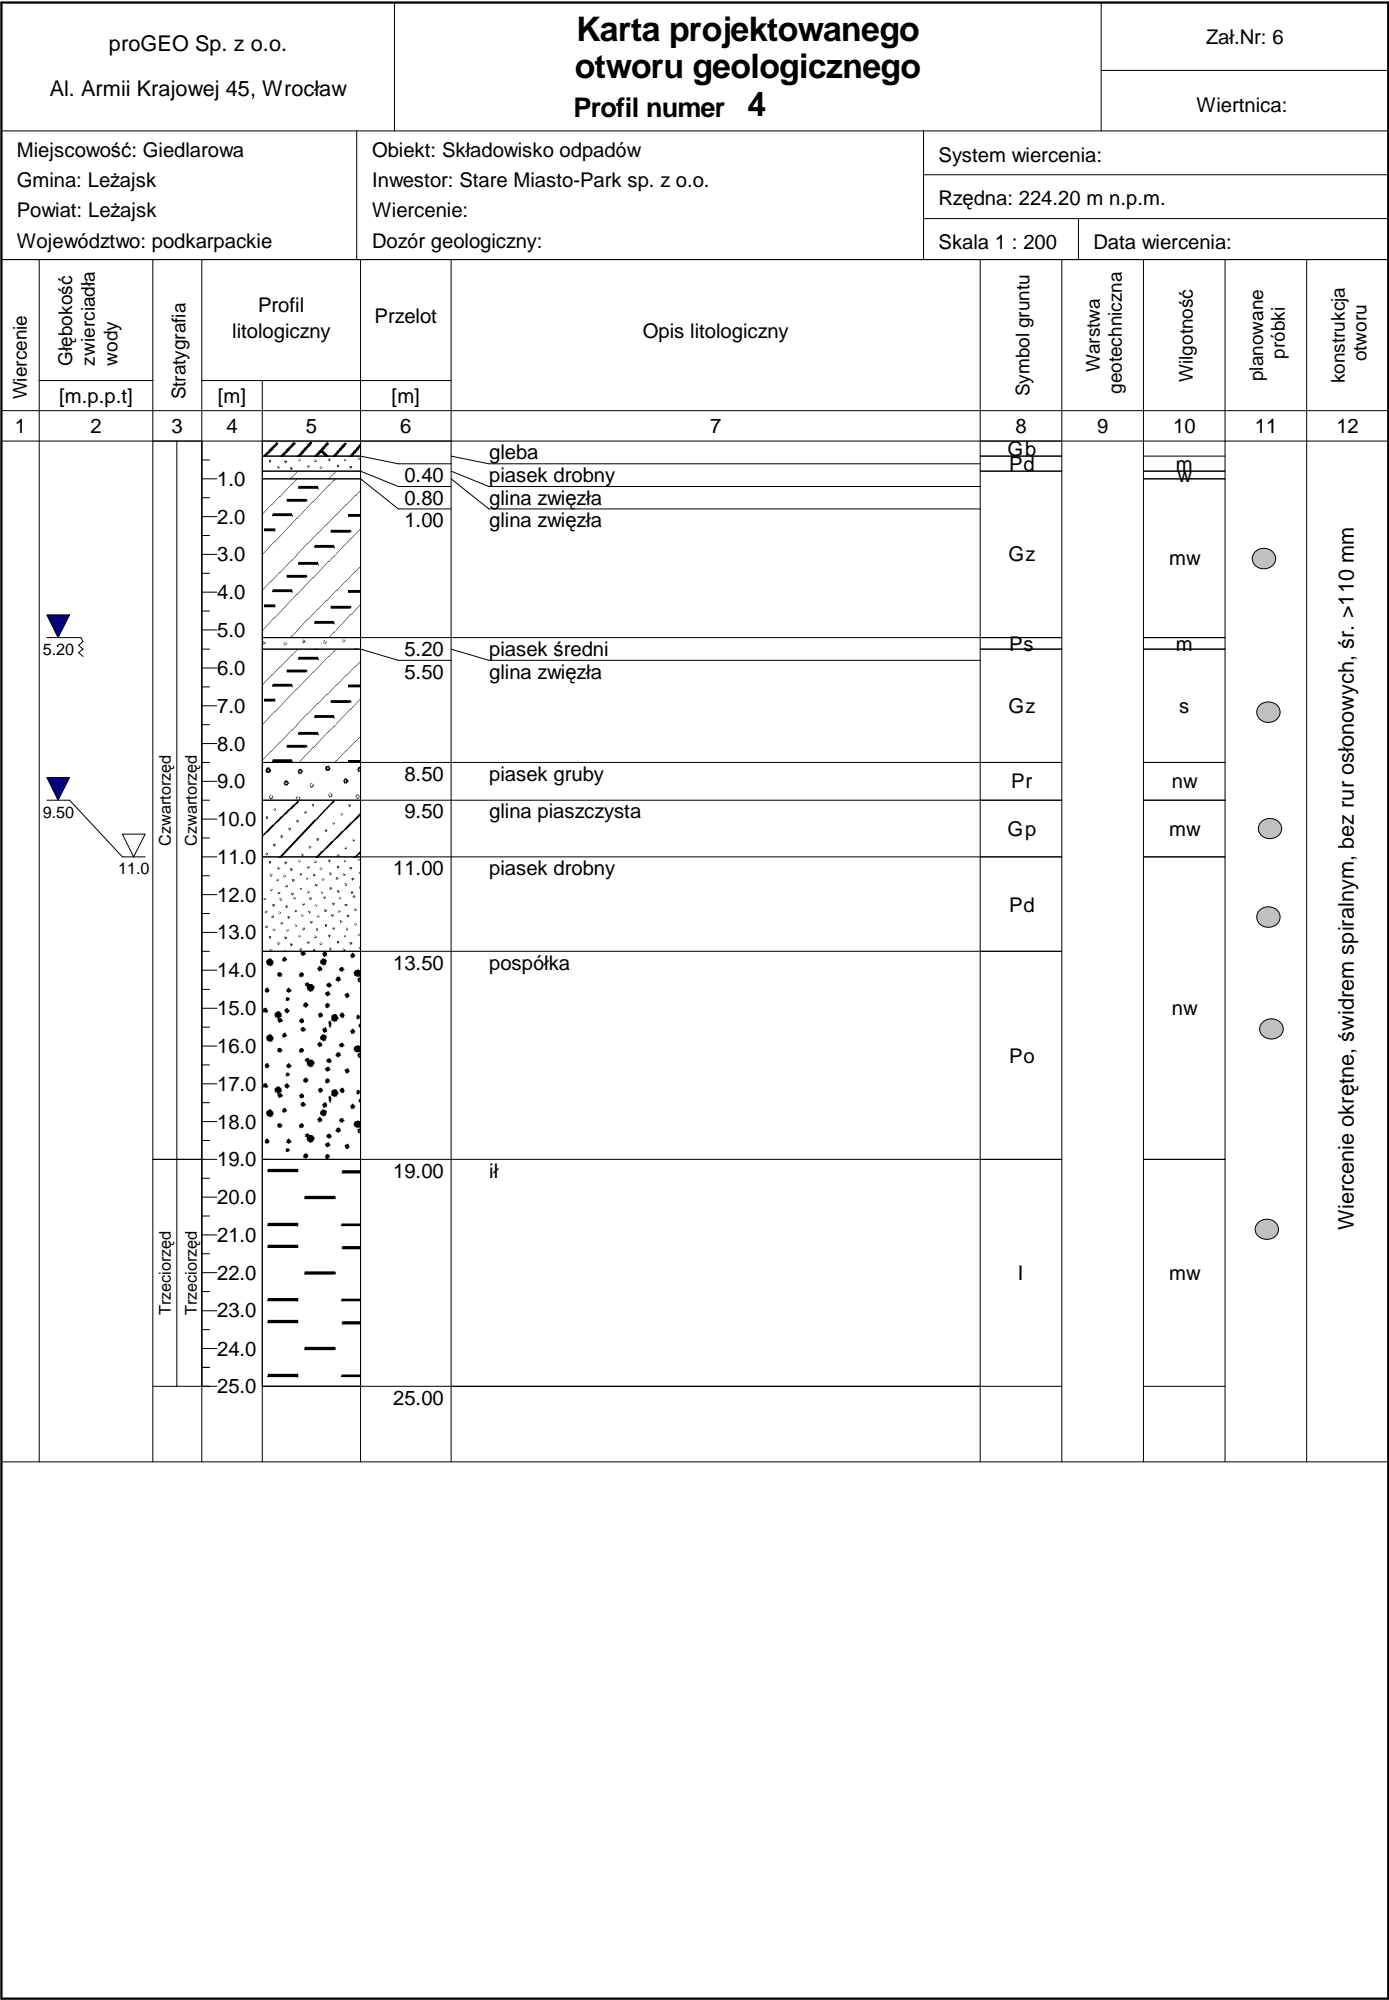 proGEO Sp. z o.o.
Al. Armii Krajowej 45, Wrocław
Karta projektowanego
otworu geologicznego
Profil numer 4
Zał.Nr: 6
Wiertnica:
Miejscowość: Giedlarowa
Gmina: Leżajsk
Powiat: Leżajsk
Województwo: podkarpackie
Obiekt: Składowisko odpadów
Inwestor: Stare Miasto-Park sp. z o.o.
Wiercenie:
Dozór geologiczny:
System wiercenia:
Rzędna: 224.20 m n.p.m.
Skala 1 : 200
Data wiercenia:
Wiercenie
Głębokość
zwierciadła
wody
[m.p.p.t]
Stratygrafia
Profil
litologiczny
[m]
Przelot
[m]
Opis litologiczny
Symbol gruntu
Warstwa
geotechniczna
Wilgotność
planowane
próbki
konstrukcja
otworu
1 2 3 4 5 6 7 8 9 10 11 12
5.20
9.50
11.0
Czwartorzęd
Czwartorzęd
Trzeciorzęd
Trzeciorzęd
1.0
2.0
3.0
4.0
5.0
6.0
7.0
8.0
9.0
10.0
11.0
12.0
13.0
14.0
15.0
16.0
17.0
18.0
19.0
20.0
21.0
22.0
23.0
24.0
25.0
gleba
0.40 piasek drobny
0.80 glina zwięzła
1.00 glina zwięzła
5.20 piasek średni
5.50 glina zwięzła
8.50 piasek gruby
9.50 glina piaszczysta
11.00 piasek drobny
13.50 pospółka
19.00 ił
25.00
Gb
Pd
Gz
Ps
Gz
Pr
Gp
Pd
Po
I
m
w
mw
m
s
nw
mw
nw
mw
Wiercenie okrętne, świdrem spiralnym, bez rur osłonowych, śr. >110 mm